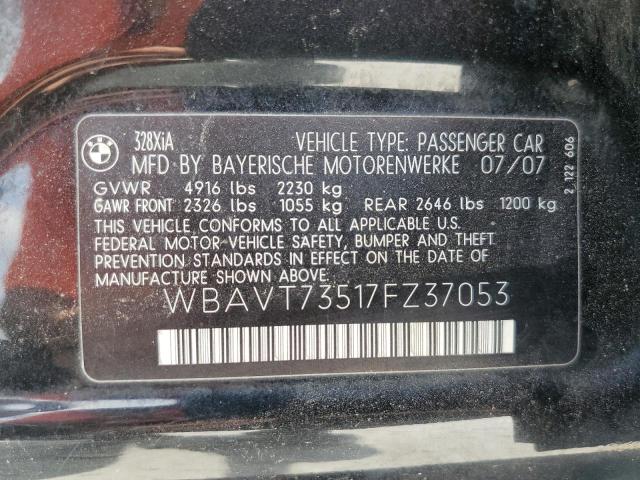 BMW
328XiA VEHICLE TYPE: PASSENGER CAR
MFD BY BAYERISCHE MOTORENWERKE 07/07
GVWR 4916 lbs 2230 kg
GAWR FRONT 2326 lbs 1055 kg REAR 2646 lbs 1200 kg
THIS VEHICLE CONFORMS TO ALL APPLICABLE U.S.
FEDERAL MOTOR-VEHICLE SAFETY, BUMPER AND THEFT
PREVENTION STANDARDS IN EFFECT ON THE DATE OF
MANUFACTURE SHOWN ABOVE.
WBAVT73517FZ37053
2 122 606